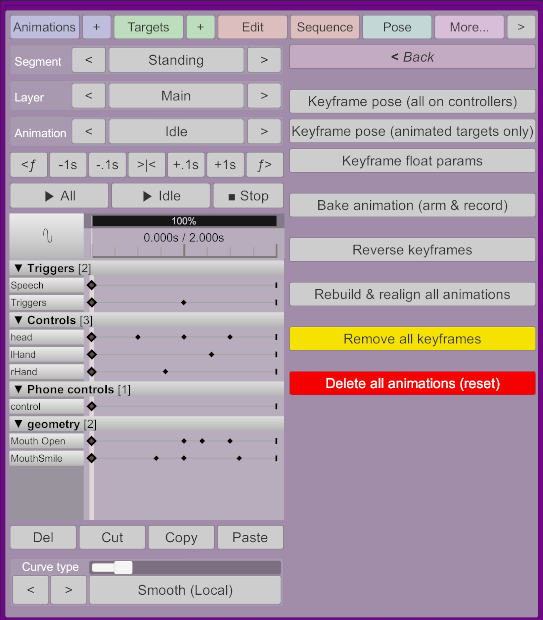 Animations + Targets + Edit Sequence Pose More... >
Segment < Standing >
< Back
Layer < Main >
Keyframe pose (all on controllers)
Animation < Idle >
Keyframe pose (animated targets only)
<ƒ -1s -.1s >|< +.1s +1s ƒ>
Keyframe float params
▶ All ▶ Idle ■ Stop
Bake animation (arm & record)
100%
0.000s / 2.000s
Reverse keyframes
▼ Triggers [2]
Speech
Triggers
Rebuild & realign all animations
▼ Controls [3]
head
lHand
rHand
Remove all keyframes
▼ Phone controls [1]
control
Delete all animations (reset)
▼ geometry [2]
Mouth Open
MouthSmile
Del Cut Copy Paste
Curve type
< > Smooth (Local)